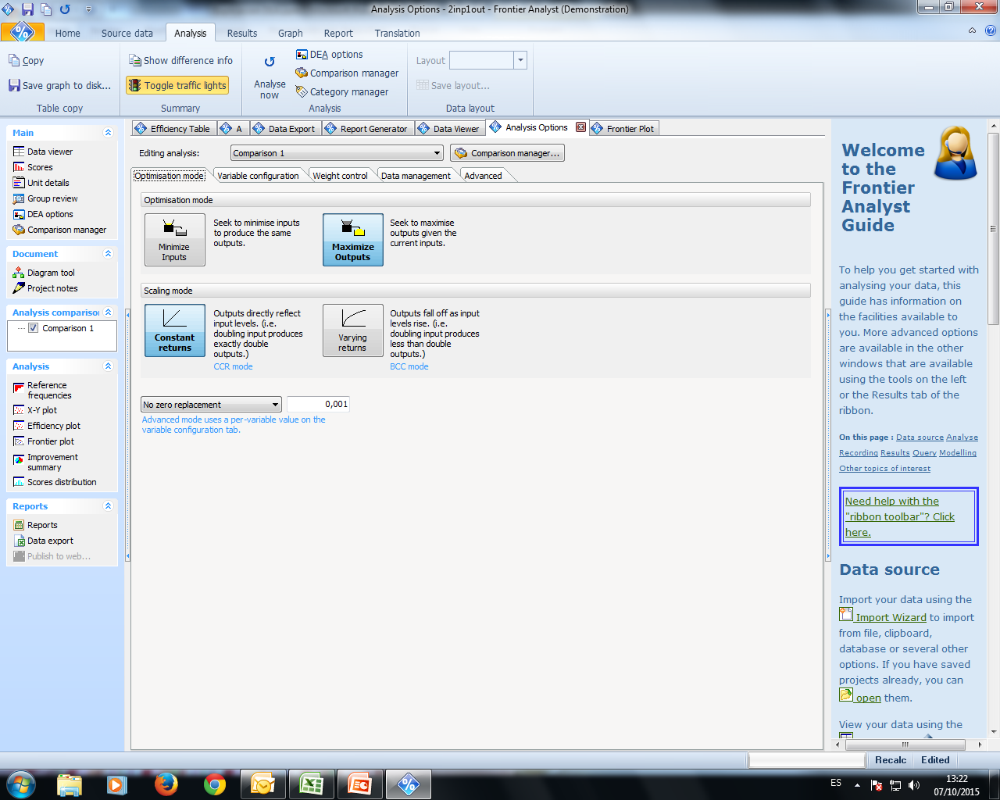 Analysis Options - 2inp1out - Frontier Analyst (Demonstration)
Home
Source data
Analysis
Results
Graph
Report
Translation
Copy
Save graph to disk...
Table copy
Show difference info
Toggle traffic lights
Summary
Analyse
now
DEA options
Comparison manager
Category manager
Analysis
Layout
Save layout...
Data layout
Main
Data viewer
Scores
Unit details
Group review
DEA options
Comparison manager
Document
Diagram tool
Project notes
Analysis comparisor
Comparison 1
Analysis
Reference
frequencies
X-Y plot
Efficiency plot
Frontier plot
Improvement
summary
Scores distribution
Reports
Reports
Data export
Publish to web...
Efficiency Table
A
Data Export
Report Generator
Data Viewer
Analysis Options
Frontier Plot
Editing analysis:
Comparison 1
Comparison manager...
Optimisation mode
Variable configuration
Weight control
Data management
Advanced
Optimisation mode
Minimize
Inputs
Seek to minimise inputs
to produce the same
outputs.
Maximize
Outputs
Seek to maximise
outputs given the
current inputs.
Scaling mode
Constant
returns
Outputs directly reflect
input levels. (i.e.
doubling input produces
exactly double
outputs.)
CCR mode
Varying
returns
Outputs fall off as input
levels rise. (i.e.
doubling input produces
less than double
outputs.)
BCC mode
No zero replacement
0,001
Advanced mode uses a per-variable value on the
variable configuration tab.
Welcome
to the
Frontier
Analyst
Guide
To help you get started with
analysing your data, this
guide has information on
the facilities available to
you. More advanced options
are available in the other
windows that are available
using the tools on the left
or the Results tab of the
ribbon.
On this page : Data source Analyse
Recording Results Query Modelling
Other topics of interest
Need help with the
"ribbon toolbar"? Click
here.
Data source
Import your data using the
Import Wizard to import
from file, clipboard,
database or several other
options. If you have saved
projects already, you can
open them.
View your data using the
Recalc
Edited
ES
13:22
07/10/2015